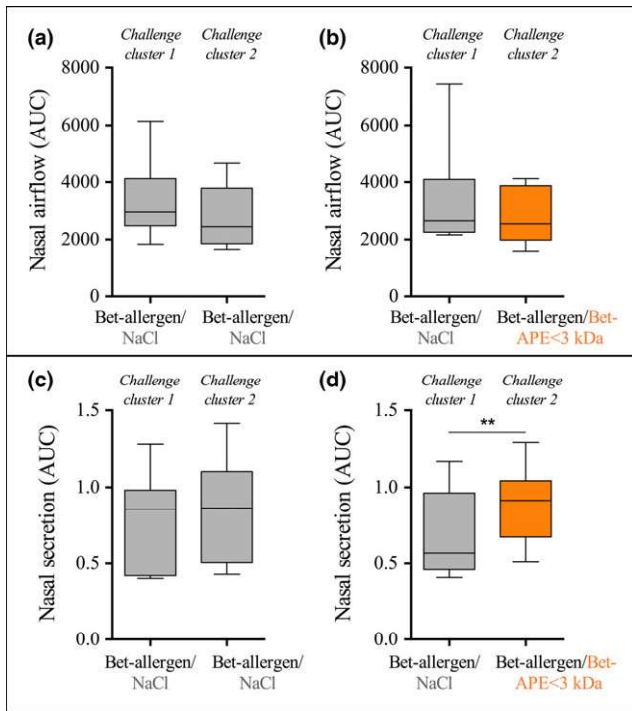 (a)
Challenge cluster 1
Challenge cluster 2
Nasal airflow (AUC)
8000
6000
4000
2000
0
Bet-allergen/
NaCl
Bet-allergen/
NaCl
(b)
Challenge cluster 1
Challenge cluster 2
Nasal airflow (AUC)
8000
6000
4000
2000
0
Bet-allergen/
NaCl
Bet-allergen/Bet-
APE<3 kDa
(c)
Challenge cluster 1
Challenge cluster 2
Nasal secretion (AUC)
1.5
1.0
0.5
0.0
Bet-allergen/
NaCl
Bet-allergen/
NaCl
(d)
Challenge cluster 1
Challenge cluster 2
**
Nasal secretion (AUC)
1.5
1.0
0.5
0.0
Bet-allergen/
NaCl
Bet-allergen/Bet-
APE<3 kDa